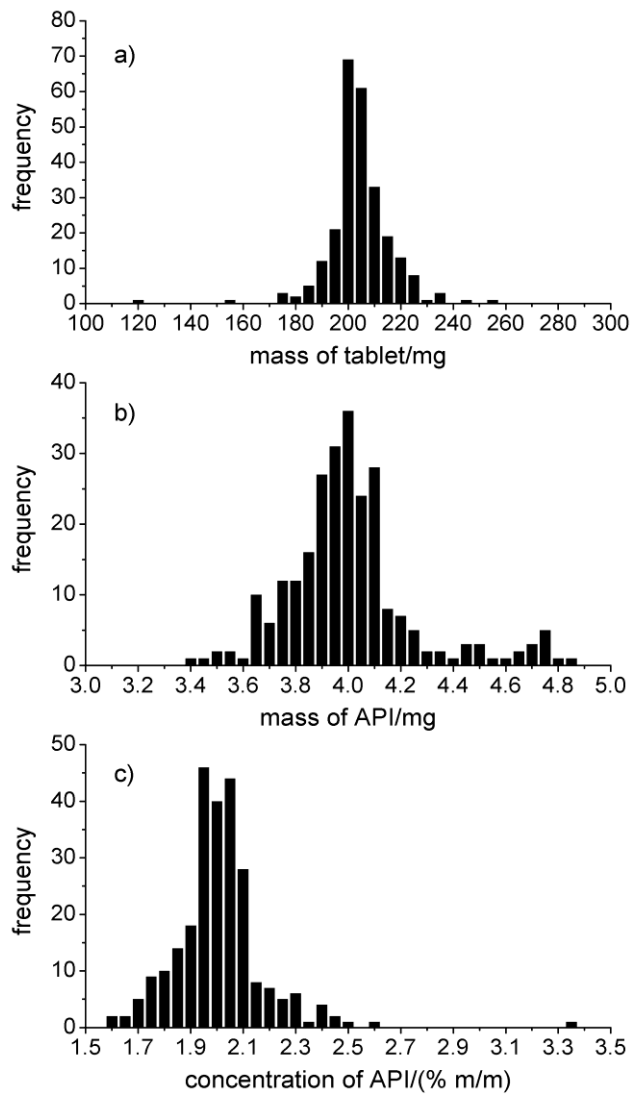 80
70
a)
60
50
frequency
40
30
20
10
0
100 120 140 160 180 200 220 240 260 280 300
mass of tablet/mg
40
b)
30
frequency
20
10
0
3.0 3.2 3.4 3.6 3.8 4.0 4.2 4.4 4.6 4.8 5.0
mass of API/mg
50
c)
40
frequency
30
20
10
0
1.5 1.7 1.9 2.1 2.3 2.5 2.7 2.9 3.1 3.3 3.5
concentration of API/(% m/m)